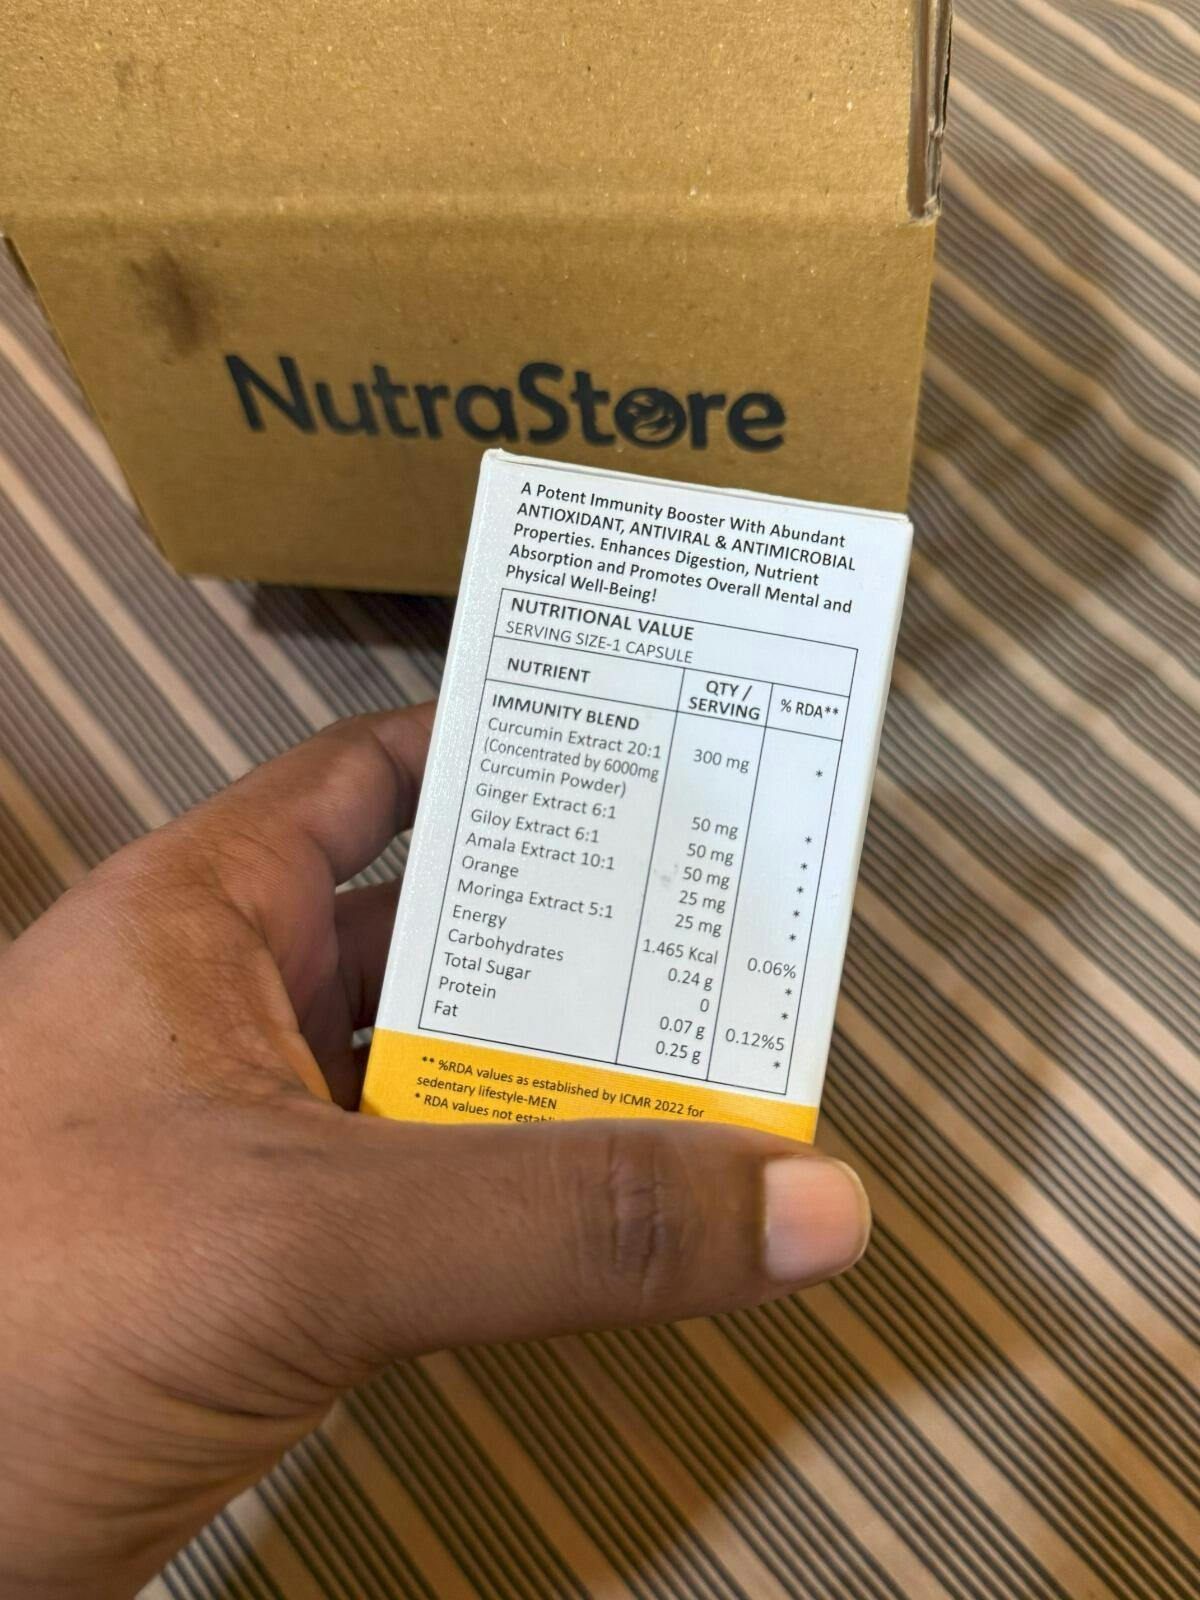 NutraStore
A Potent Immunity Booster With Abundant
ANTIOXIDANT, ANTIVIRAL & ANTIMICROBIAL
Properties. Enhances Digestion, Nutrient
Absorption and Promotes Overall Mental and
Physical Well-Being!
NUTRITIONAL VALUE
SERVING SIZE-1 CAPSULE
NUTRIENT QTY / SERVING % RDA**
IMMUNITY BLEND
Curcumin Extract 20:1 300 mg *
(Concentrated by 6000mg
Curcumin Powder)
Ginger Extract 6:1 50 mg *
Giloy Extract 6:1 50 mg *
Amala Extract 10:1 50 mg *
Orange 25 mg *
Moringa Extract 5:1 25 mg *
Energy 1.465 Kcal 0.06%
Carbohydrates 0.24 g *
Total Sugar 0 *
Protein 0.07 g 0.12%5
Fat 0.25 g *
** %RDA values as established by ICMR 2022 for
sedentary lifestyle-MEN
* RDA values not